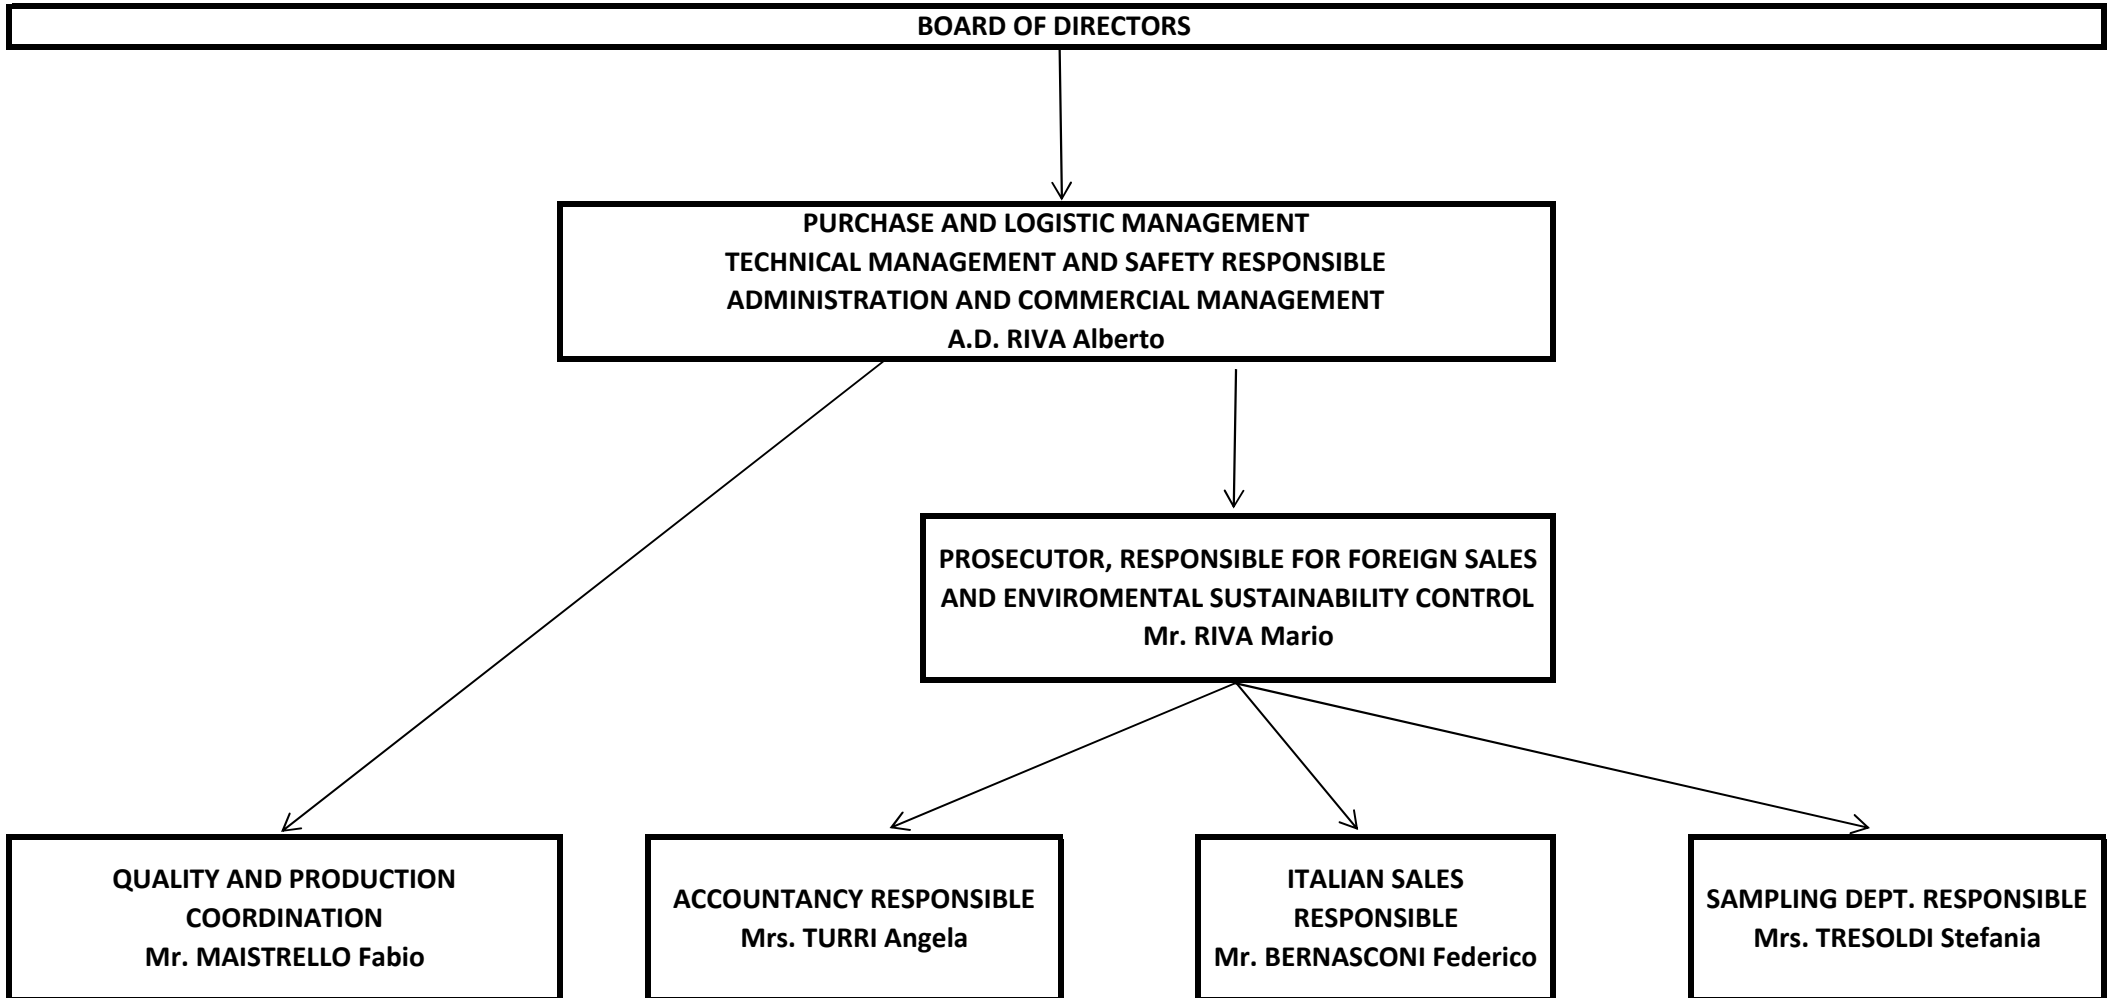 BOARD OF DIRECTORS
PURCHASE AND LOGISTIC MANAGEMENT
TECHNICAL MANAGEMENT AND SAFETY RESPONSIBLE
ADMINISTRATION AND COMMERCIAL MANAGEMENT
A.D. RIVA Alberto
PROSECUTOR, RESPONSIBLE FOR FOREIGN SALES
AND ENVIROMENTAL SUSTAINABILITY CONTROL
Mr. RIVA Mario
QUALITY AND PRODUCTION
COORDINATION
Mr. MAISTRELLO Fabio
ACCOUNTANCY RESPONSIBLE
Mrs. TURRI Angela
ITALIAN SALES
RESPONSIBLE
Mr. BERNASCONI Federico
SAMPLING DEPT. RESPONSIBLE
Mrs. TRESOLDI Stefania